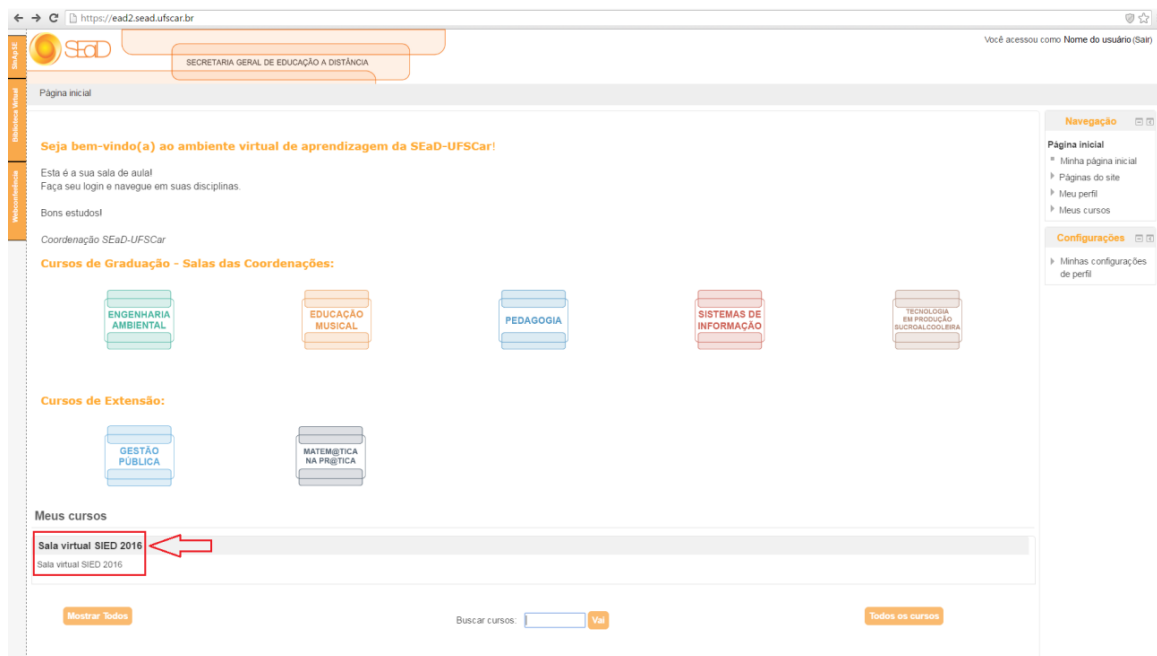 https://ead2.sead.ufscar.br
SEaD
SECRETARIA GERAL DE EDUCAÇÃO A DISTÂNCIA
Você acessou como Nome do usuário (Sair)
SinApSE
Biblioteca Virtual
Webconferência
Página inicial
Seja bem-vindo(a) ao ambiente virtual de aprendizagem da SEaD-UFSCar!
Esta é a sua sala de aula!
Faça seu login e navegue em suas disciplinas.
Bons estudos!
Coordenação SEaD-UFSCar
Cursos de Graduação - Salas das Coordenações:
ENGENHARIA
AMBIENTAL
EDUCAÇÃO
MUSICAL
PEDAGOGIA
SISTEMAS DE
INFORMAÇÃO
TECNOLOGIA
EM PRODUÇÃO
SUCROALCOOLEIRA
Cursos de Extensão:
GESTÃO
PÚBLICA
MATEM@TICA
NA PR@TICA
Meus cursos
Sala virtual SIED 2016
Sala virtual SIED 2016
Mostrar Todos
Buscar cursos:
Vai
Todos os cursos
Navegação
Página inicial
Minha página inicial
Páginas do site
Meu perfil
Meus cursos
Configurações
Minhas configurações
de perfil